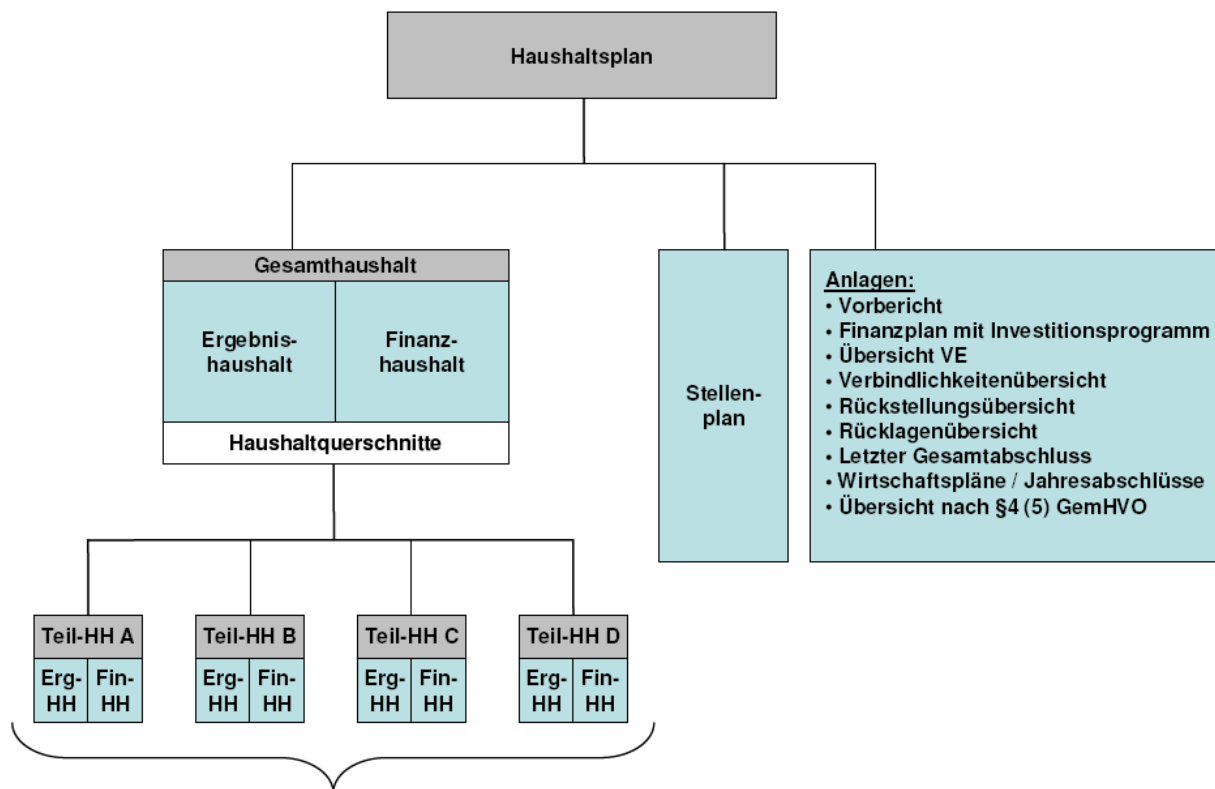 Haushaltsplan
Gesamthaushalt
Ergebnis-
haushalt
Finanz-
haushalt
Haushaltquerschnitte
Stellen-
plan
Anlagen:
• Vorbericht
• Finanzplan mit Investitionsprogramm
• Übersicht VE
• Verbindlichkeitenübersicht
• Rückstellungsübersicht
• Rücklagenübersicht
• Letzter Gesamtabschluss
• Wirtschaftspläne / Jahresabschlüsse
• Übersicht nach §4 (5) GemHVO
Teil-HH A
Erg-
HH
Fin-
HH
Teil-HH B
Erg-
HH
Fin-
HH
Teil-HH C
Erg-
HH
Fin-
HH
Teil-HH D
Erg-
HH
Fin-
HH